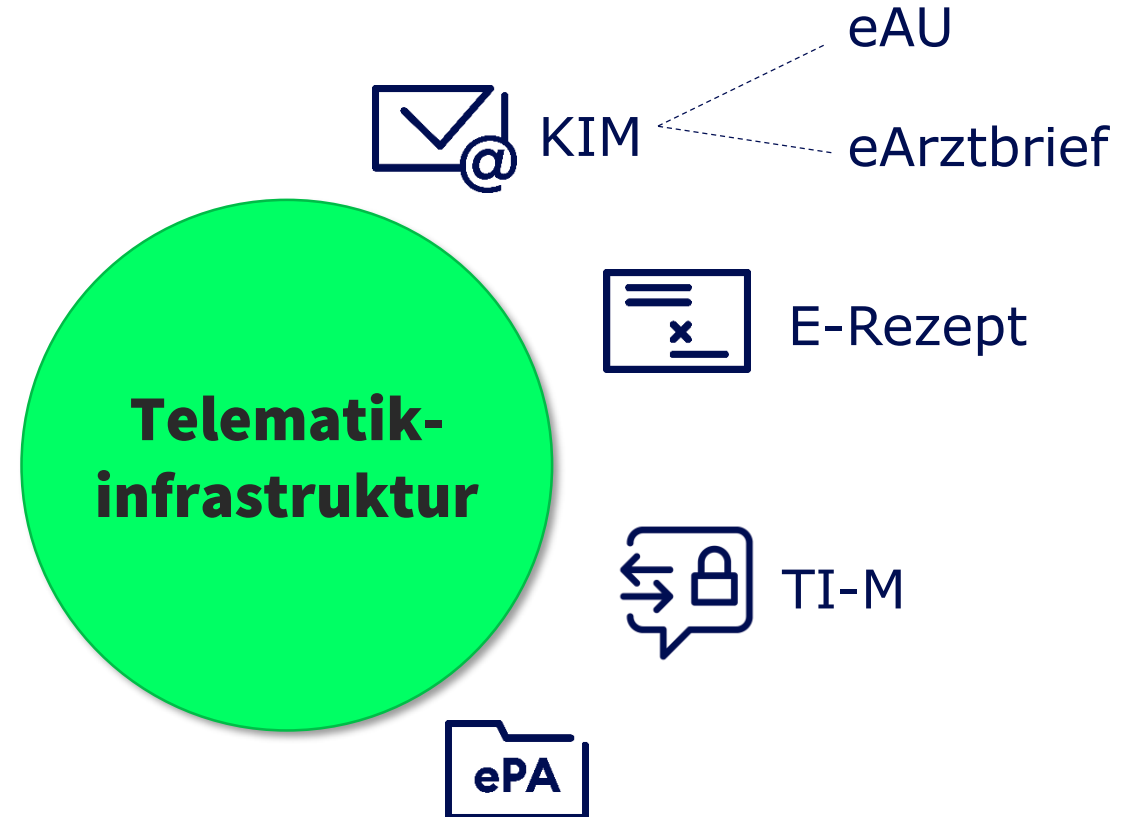 eAU
KIM
eArztbrief
E-Rezept
Telematik-
infrastruktur
TI-M
ePA